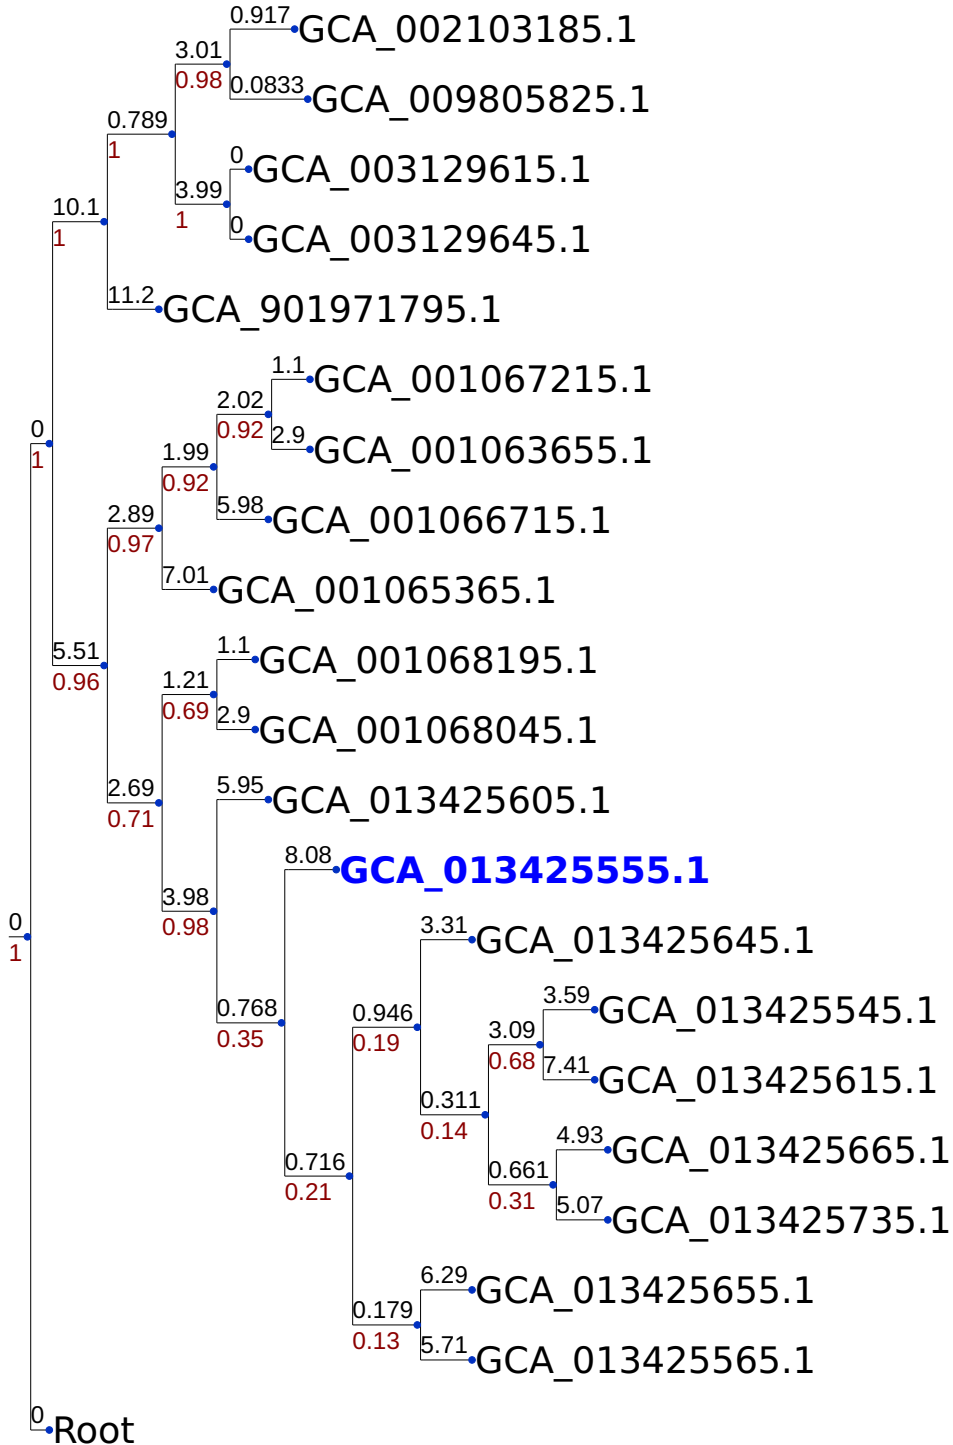 0.917
GCA_002103185.1
3.01
0.98
0.0833
GCA_009805825.1
0.789
1
0
GCA_003129615.1
3.99
1
0
GCA_003129645.1
10.1
1
11.2
GCA_901971795.1
1.1
GCA_001067215.1
2.02
0.92
2.9
GCA_001063655.1
0
1
1.99
0.92
5.98
GCA_001066715.1
2.89
0.97
7.01
GCA_001065365.1
5.51
0.96
1.1
GCA_001068195.1
1.21
0.69
2.9
GCA_001068045.1
2.69
0.71
5.95
GCA_013425605.1
8.08
GCA_013425555.1
3.98
0.98
0
1
3.31
GCA_013425645.1
0.768
0.35
0.946
0.19
3.59
GCA_013425545.1
3.09
0.68
7.41
GCA_013425615.1
0.311
0.14
4.93
GCA_013425665.1
0.716
0.21
0.661
0.31
5.07
GCA_013425735.1
6.29
GCA_013425655.1
0.179
0.13
5.71
GCA_013425565.1
0
Root